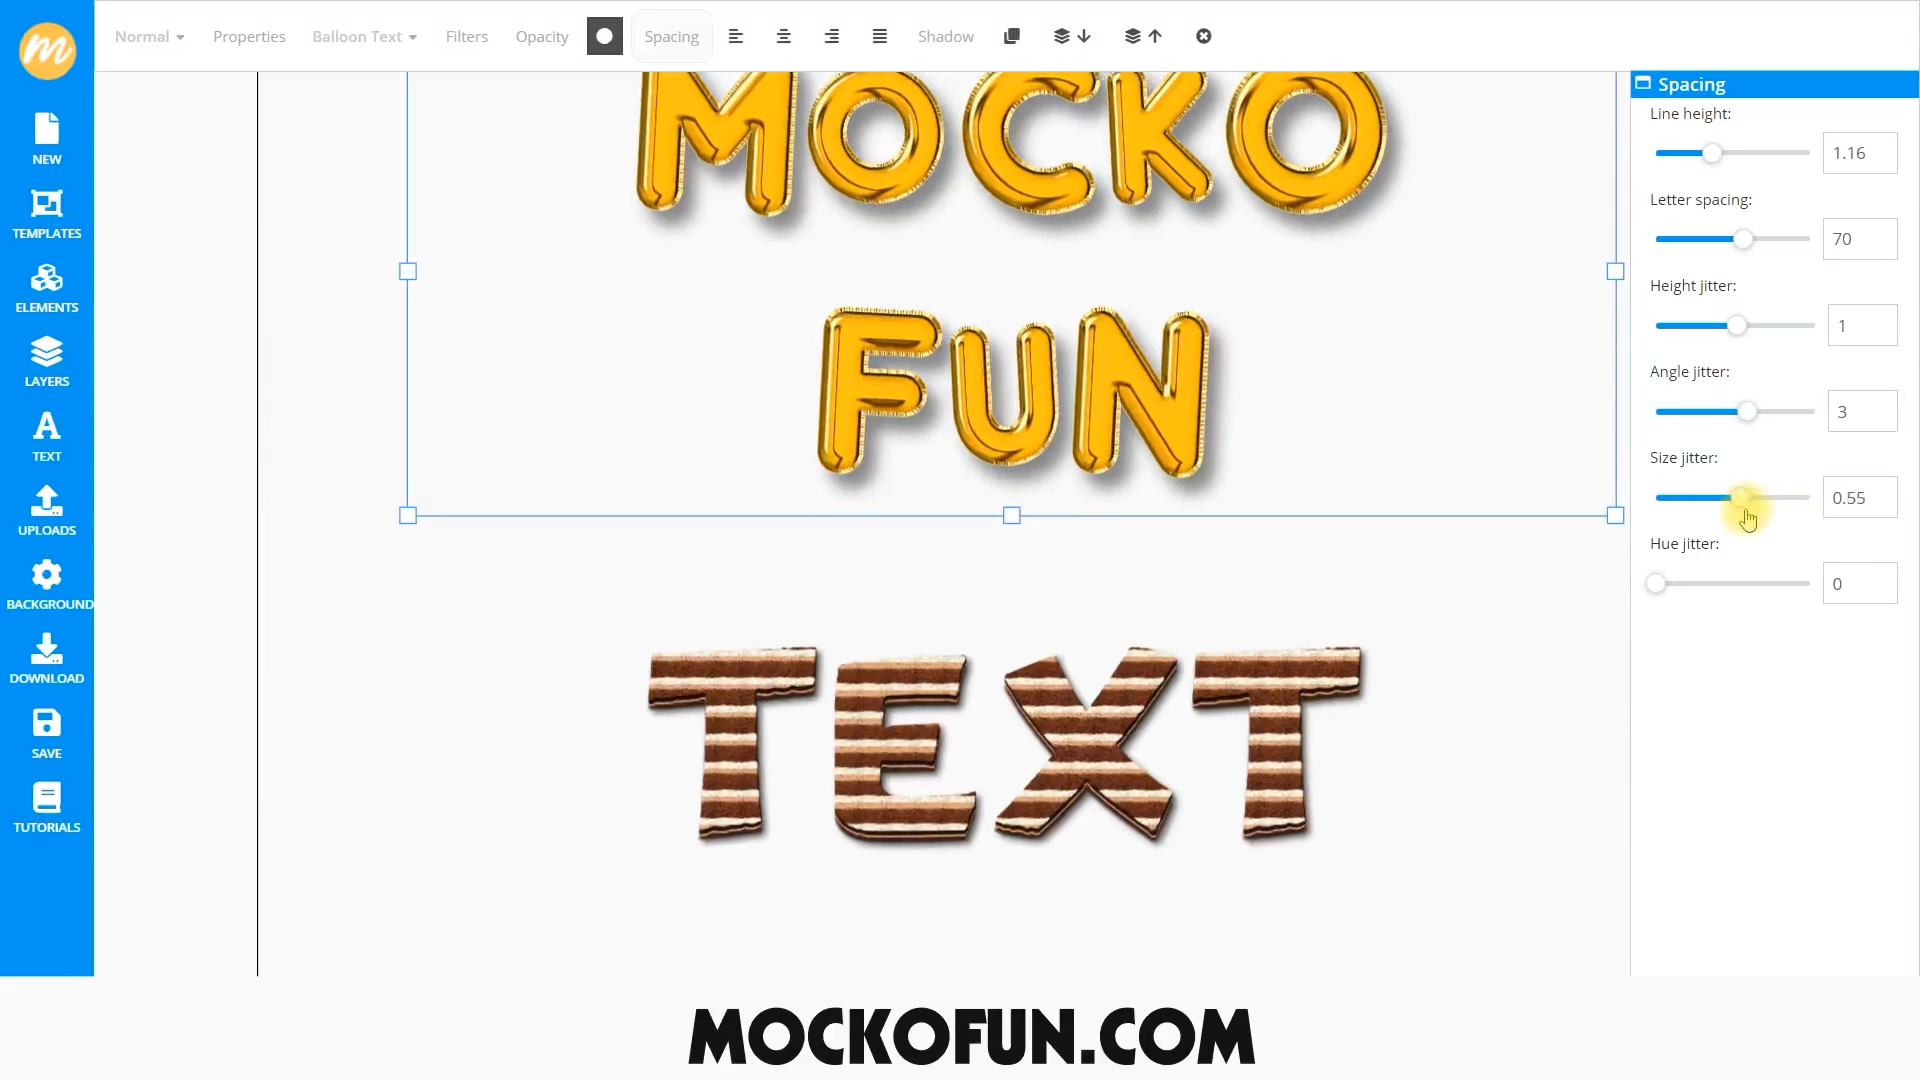 m
Normal Properties Balloon Text Filters Opacity Spacing Shadow
Spacing
Line height:
1.16
Letter spacing:
70
Height jitter:
1
Angle jitter:
3
Size jitter:
0.55
Hue jitter:
0
NEW
TEMPLATES
ELEMENTS
LAYERS
A
TEXT
UPLOADS
BACKGROUND
DOWNLOAD
SAVE
TUTORIALS
MOCKO
FuN
TEXT
MOCKOFUN.COM